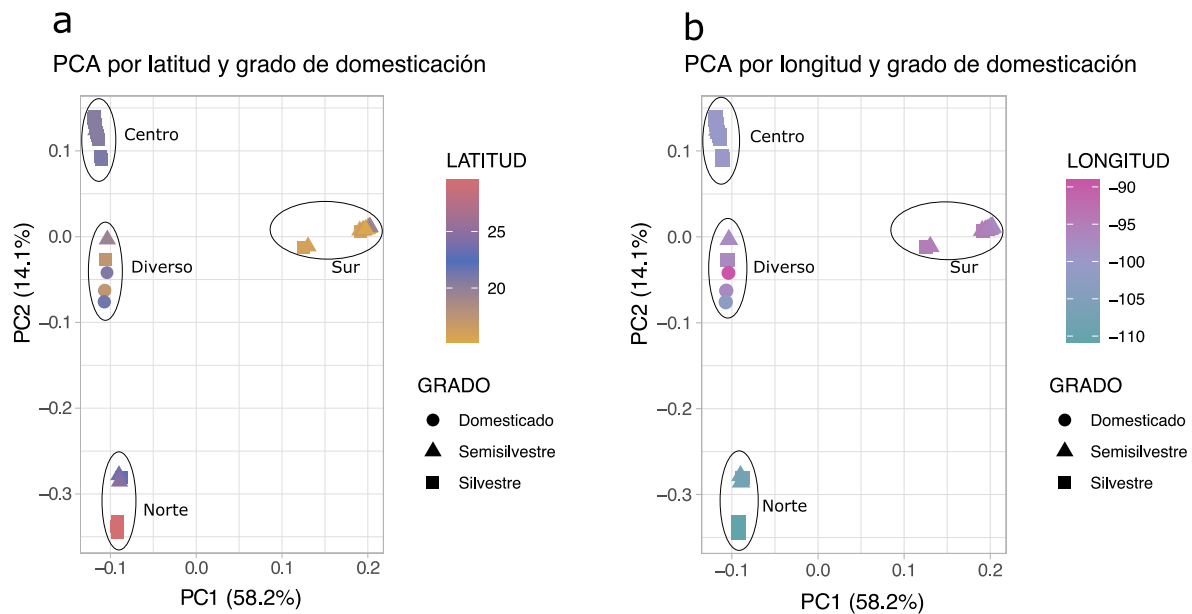 a
PCA por latitud y grado de domesticación
Centro
Diverso
Sur
Norte
0.1
0.0
−0.1
−0.2
−0.3
PC2 (14.1%)
−0.1
0.0
0.1
0.2
PC1 (58.2%)
LATITUD
25
20
GRADO
Domesticado
Semisilvestre
Silvestre
b
PCA por longitud y grado de domesticación
Centro
Diverso
Sur
Norte
0.1
0.0
−0.1
−0.2
−0.3
PC2 (14.1%)
−0.1
0.0
0.1
0.2
PC1 (58.2%)
LONGITUD
−90
−95
−100
−105
−110
GRADO
Domesticado
Semisilvestre
Silvestre